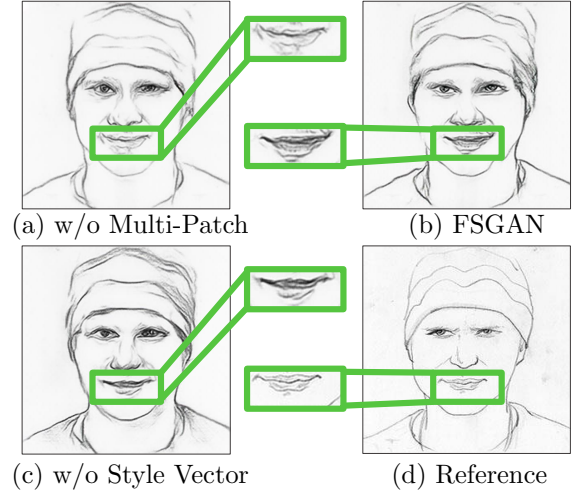 (a) w/o Multi-Patch
(b) FSGAN
(c) w/o Style Vector
(d) Reference